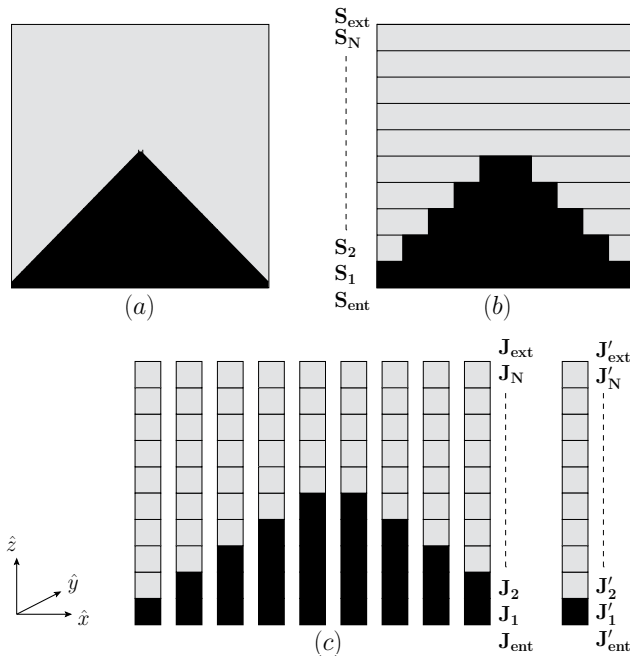 S_ext
S_N
S_2
S_1
S_ent
(a)
(b)
J_ext J′_ext
J_N J′_N
ẑ
ŷ
x̂
J_2 J′_2
J_1 J′_1
J_ent J′_ent
(c)